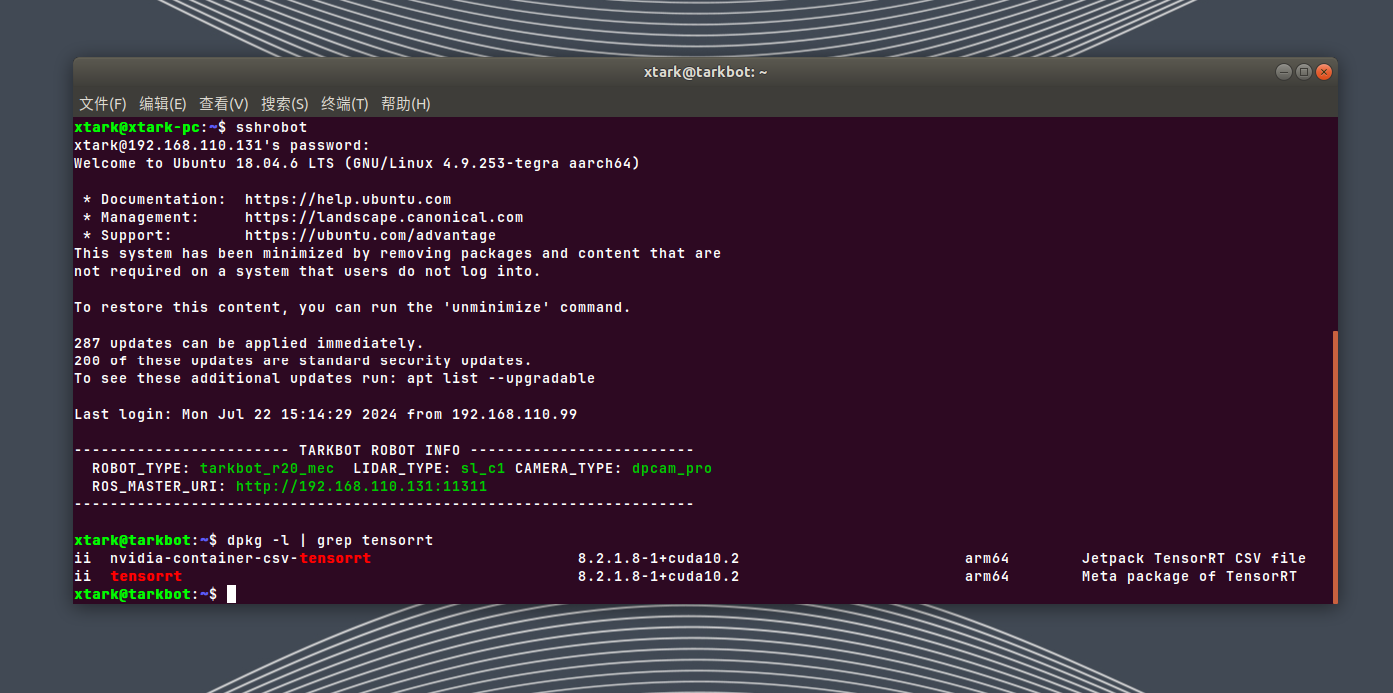 xtark@tarkbot: ~
文件(F) 编辑(E) 查看(V) 搜索(S) 终端(T) 帮助(H)
xtark@xtark-pc:~$ sshrobot
xtark@192.168.110.131's password:
Welcome to Ubuntu 18.04.6 LTS (GNU/Linux 4.9.253-tegra aarch64)
* Documentation: https://help.ubuntu.com
* Management: https://landscape.canonical.com
* Support: https://ubuntu.com/advantage
This system has been minimized by removing packages and content that are
not required on a system that users do not log into.
To restore this content, you can run the 'unminimize' command.
287 updates can be applied immediately.
200 of these updates are standard security updates.
To see these additional updates run: apt list --upgradable
Last login: Mon Jul 22 15:14:29 2024 from 192.168.110.99
------------------------ TARKBOT ROBOT INFO -------------------------
ROBOT_TYPE: tarkbot_r20_mec LIDAR_TYPE: sl_c1 CAMERA_TYPE: dpcam_pro
ROS_MASTER_URI: http://192.168.110.131:11311
---------------------------------------------------------------------
xtark@tarkbot:~$ dpkg -l | grep tensorrt
ii nvidia-container-csv-tensorrt 8.2.1.8-1+cuda10.2 arm64 Jetpack TensorRT CSV file
ii tensorrt 8.2.1.8-1+cuda10.2 arm64 Meta package of TensorRT
xtark@tarkbot:~$